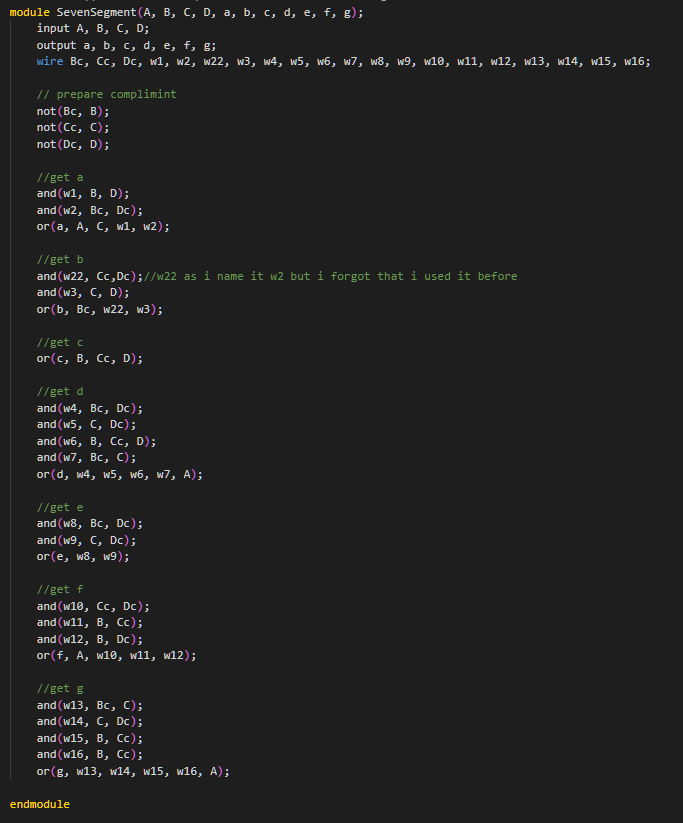 module SevenSegment(A, B, C, D, a, b, c, d, e, f, g);
input A, B, C, D;
output a, b, c, d, e, f, g;
wire Bc, Cc, Dc, w1, w2, w22, w3, w4, w5, w6, w7, w8, w9, w10, w11, w12, w13, w14, w15, w16;
// prepare complimint
not(Bc, B);
not(Cc, C);
not(Dc, D);
//get a
and(w1, B, D);
and(w2, Bc, Dc);
or(a, A, C, w1, w2);
//get b
and(w22, Cc,Dc);//w22 as i name it w2 but i forgot that i used it before
and(w3, C, D);
or(b, Bc, w22, w3);
//get c
or(c, B, Cc, D);
//get d
and(w4, Bc, Dc);
and(w5, C, Dc);
and(w6, B, Cc, D);
and(w7, Bc, C);
or(d, w4, w5, w6, w7, A);
//get e
and(w8, Bc, Dc);
and(w9, C, Dc);
or(e, w8, w9);
//get f
and(w10, Cc, Dc);
and(w11, B, Cc);
and(w12, B, Dc);
or(f, A, w10, w11, w12);
//get g
and(w13, Bc, C);
and(w14, C, Dc);
and(w15, B, Cc);
and(w16, B, Cc);
or(g, w13, w14, w15, w16, A);
endmodule